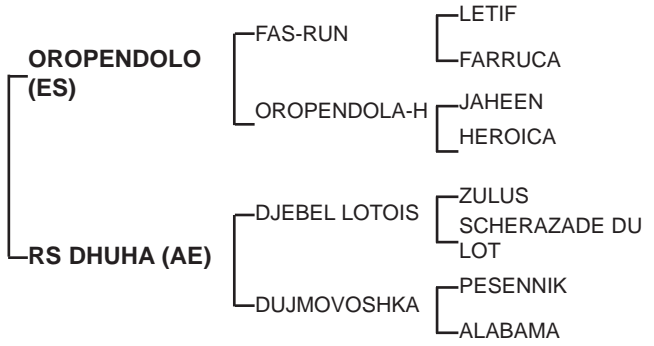 LETIF
FAS-RUN
OROPENDOLO
(ES)
FARRUCA
JAHEEN
OROPENDOLA-H
HEROICA
ZULUS
DJEBEL LOTOIS
SCHERAZADE DU
LOT
RS DHUHA (AE)
PESENNIK
DUJMOVOSHKA
ALABAMA